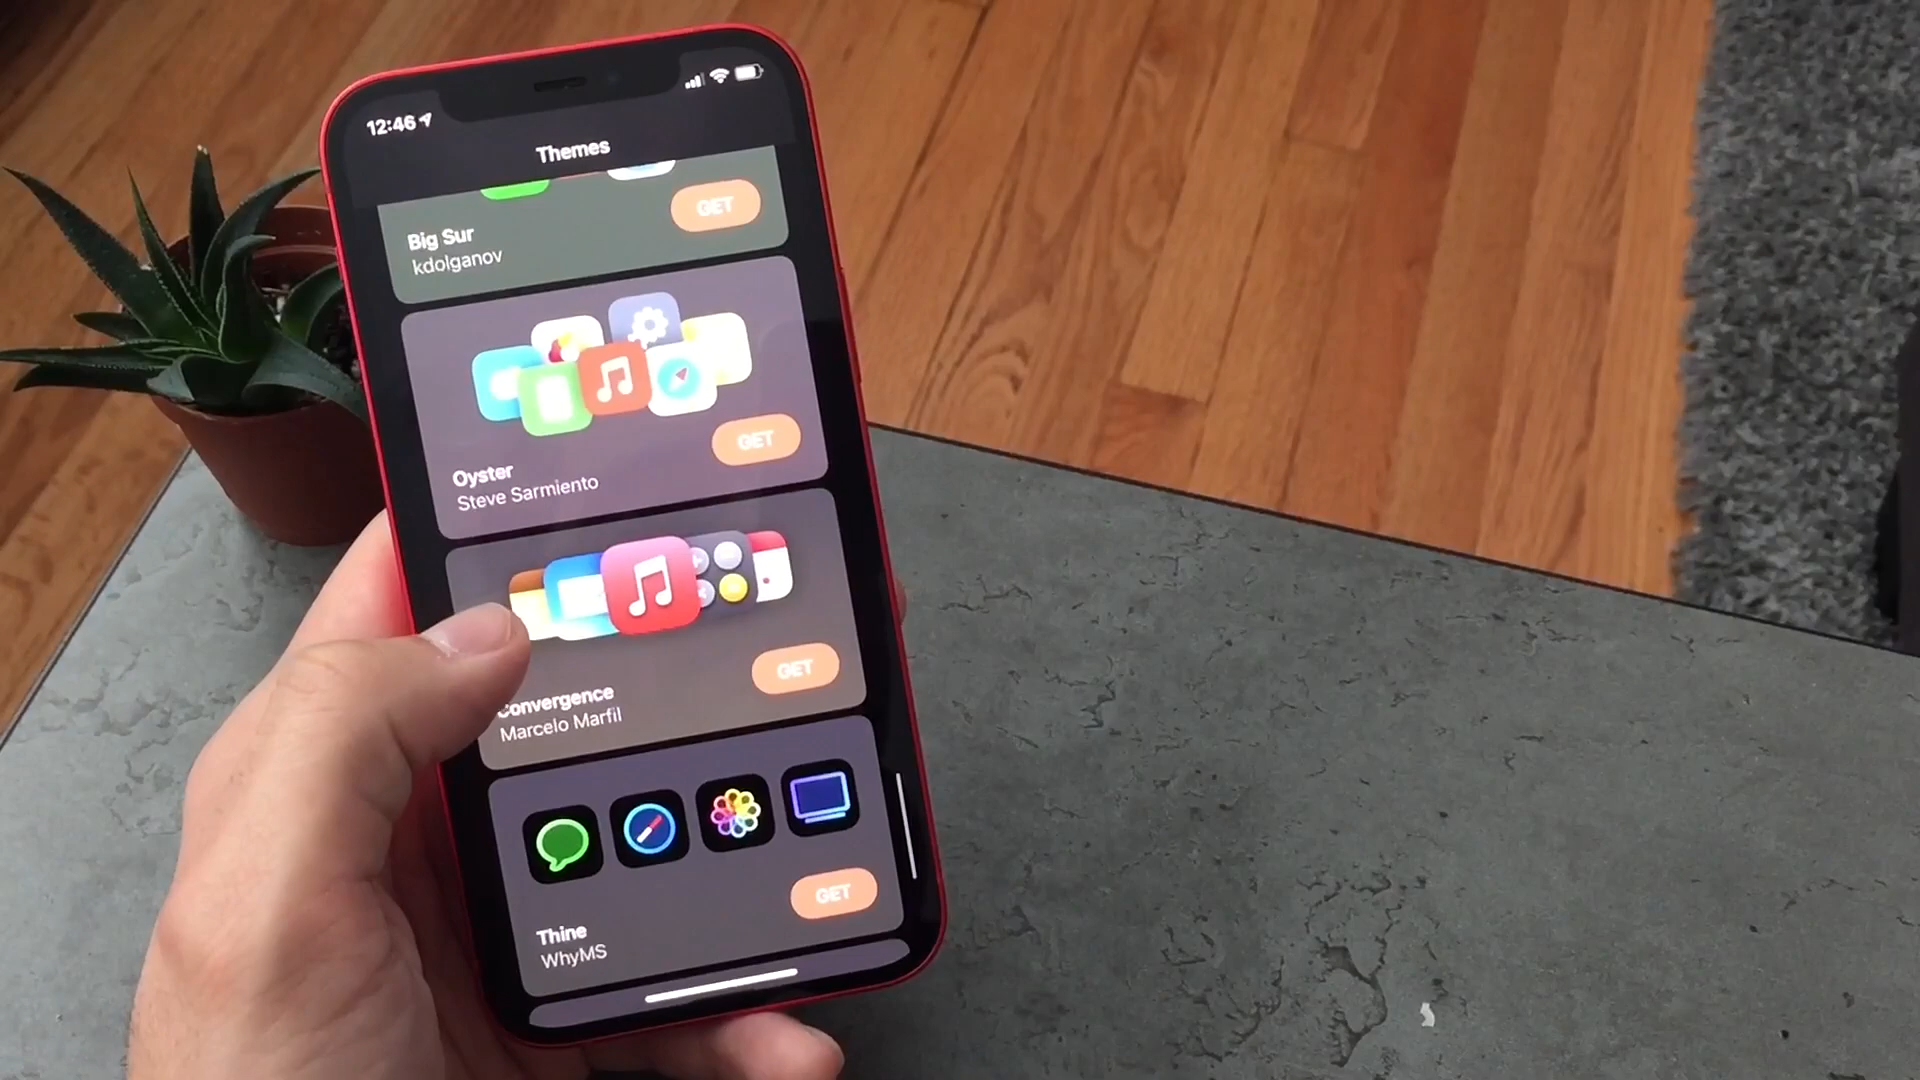 12:46
Themes
GET
Big Sur
kdolganov
GET
Oyster
Steve Sarmiento
GET
Convergence
Marcelo Marfil
GET
Thine
WhyMS